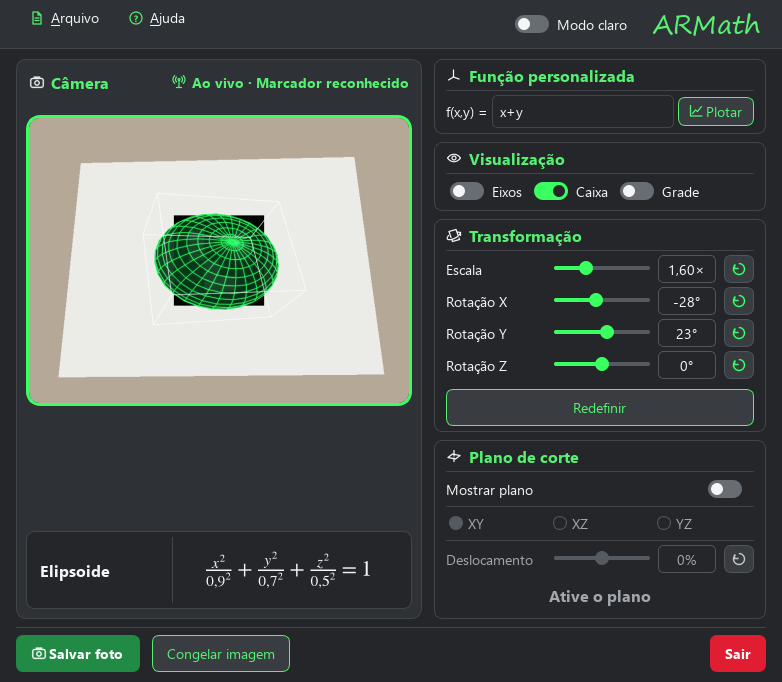 Arquivo
Ajuda
Modo claro
ARMath
Câmera
Ao vivo · Marcador reconhecido
Elipsoide
x²/0,9² + y²/0,7² + z²/0,5² = 1
Salvar foto
Congelar imagem
Função personalizada
f(x,y) = x+y
Plotar
Visualização
Eixos
Caixa
Grade
Transformação
Escala 1,60×
Rotação X -28°
Rotação Y 23°
Rotação Z 0°
Redefinir
Plano de corte
Mostrar plano
XY
XZ
YZ
Deslocamento 0%
Ative o plano
Sair